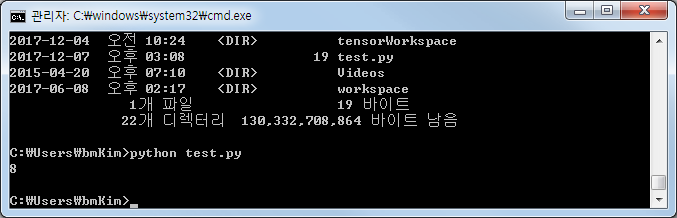 관리자: C:₩windows₩system32₩cmd.exe
2017-12-04 오전 10:24 <DIR> tensorWorkspace
2017-12-07 오후 03:08 19 test.py
2015-04-20 오후 07:10 <DIR> Videos
2017-06-08 오후 02:17 <DIR> workspace
1개 파일 19 바이트
22개 디렉터리 130,332,708,864 바이트 남음
C:₩Users₩bmKim>python test.py
8
C:₩Users₩bmKim>_